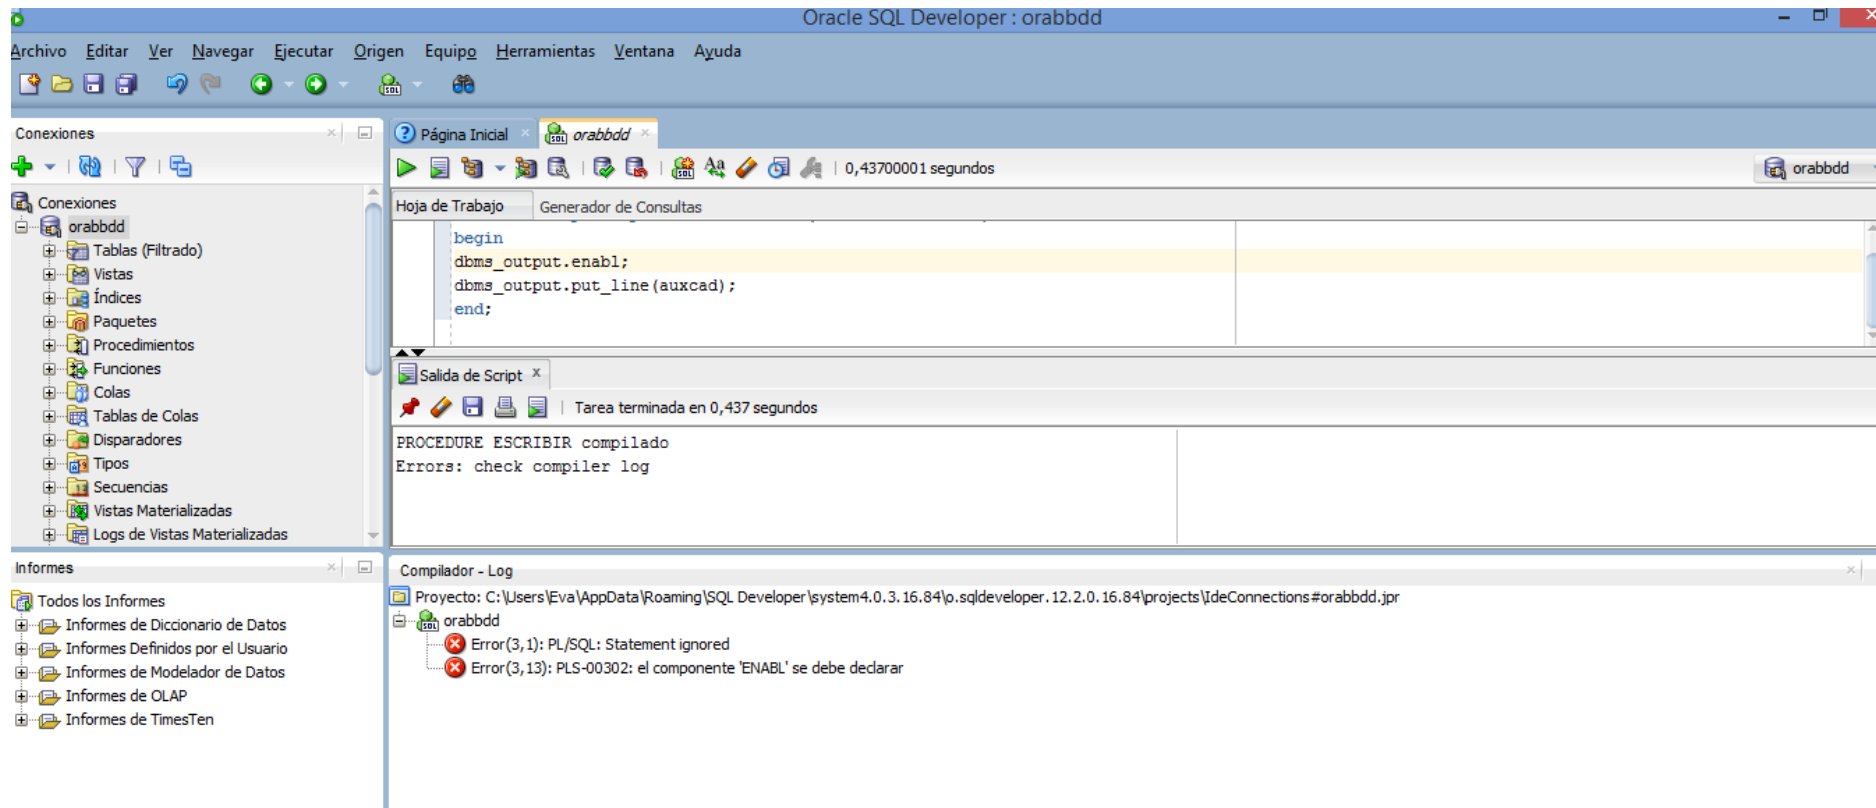 Oracle SQL Developer : orabbdd
Archivo Editar Ver Navegar Ejecutar Origen Equipo Herramientas Ventana Ayuda
Conexiones
Conexiones
orabbdd
Tablas (Filtrado)
Vistas
Índices
Paquetes
Procedimientos
Funciones
Colas
Tablas de Colas
Disparadores
Tipos
Secuencias
Vistas Materializadas
Logs de Vistas Materializadas
Informes
Todos los Informes
Informes de Diccionario de Datos
Informes Definidos por el Usuario
Informes de Modelador de Datos
Informes de OLAP
Informes de TimesTen
Página Inicial
orabbdd
0,43700001 segundos
orabbdd
Hoja de Trabajo Generador de Consultas
begin
dbms_output.enabl;
dbms_output.put_line(auxcad);
end;
Salida de Script
Tarea terminada en 0,437 segundos
PROCEDURE ESCRIBIR compilado
Errors: check compiler log
Compilador - Log
Proyecto: C:\Users\Eva\AppData\Roaming\SQL Developer\system4.0.3.16.84\o.sqldeveloper.12.2.0.16.84\projects\IdeConnections#orabbdd.jpr
orabbdd
Error(3,1): PL/SQL: Statement ignored
Error(3,13): PLS-00302: el componente 'ENABL' se debe declarar